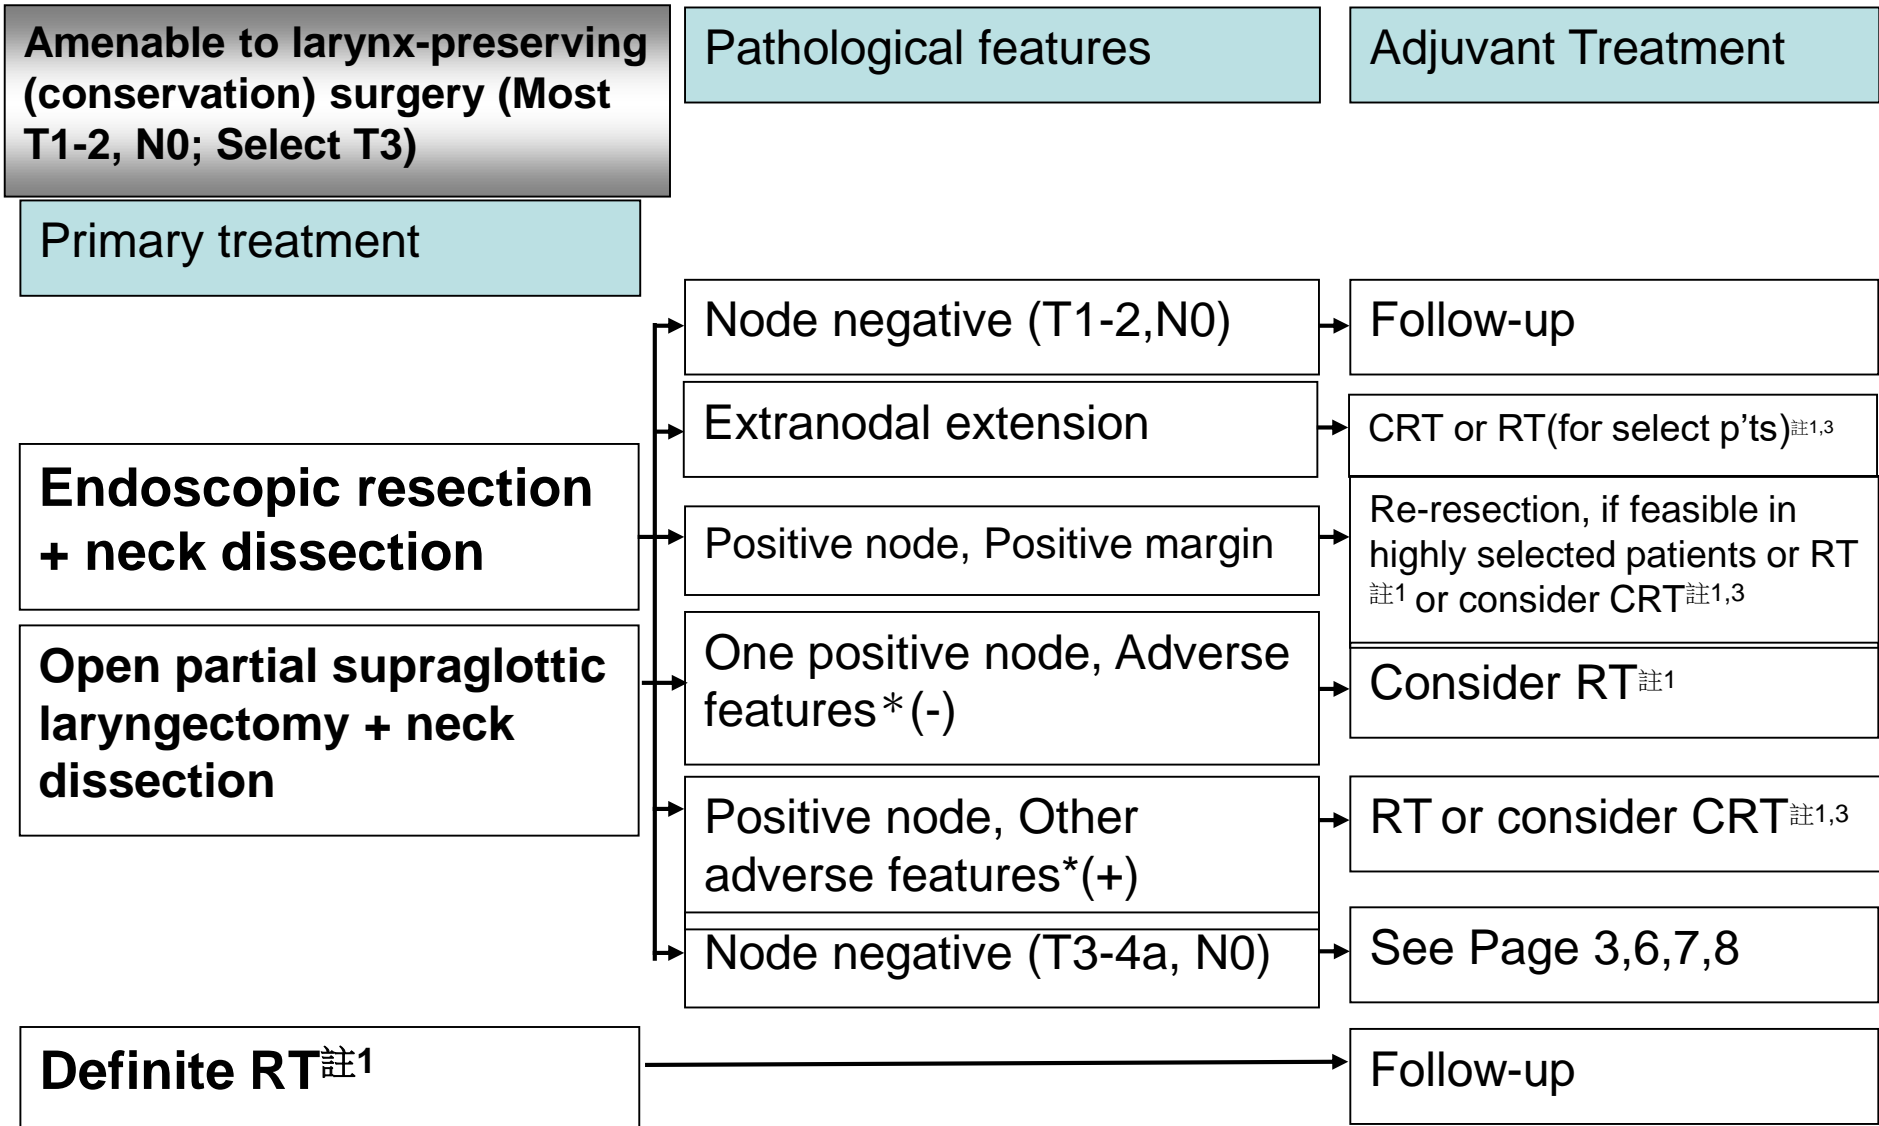 Amenable to larynx-preserving
(conservation) surgery (Most
T1-2, N0; Select T3)
Pathological features
Adjuvant Treatment
Primary treatment
Node negative (T1-2,N0)
Follow-up
Extranodal extension
CRT or RT(for select p'ts)註1,3
Endoscopic resection
+ neck dissection
Positive node, Positive margin
Re-resection, if feasible in
highly selected patients or RT
註1 or consider CRT註1,3
Open partial supraglottic
laryngectomy + neck
dissection
One positive node, Adverse
features*(-)
Consider RT註1
Positive node, Other
adverse features*(+)
RT or consider CRT註1,3
Node negative (T3-4a, N0)
See Page 3,6,7,8
Definite RT註1
Follow-up